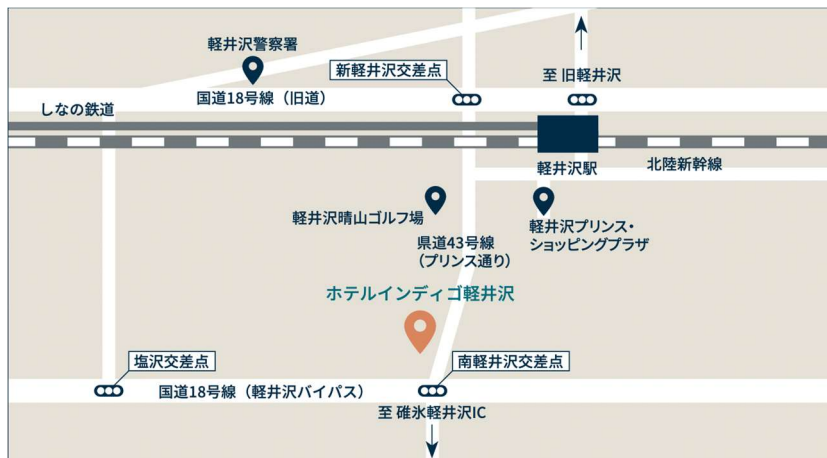 軽井沢警察署
新軽井沢交差点
至 旧軽井沢
国道18号線（旧道）
しなの鉄道
軽井沢駅
北陸新幹線
軽井沢晴山ゴルフ場
軽井沢プリンス・
ショッピングプラザ
県道43号線
（プリンス通り）
ホテルインディゴ軽井沢
塩沢交差点
南軽井沢交差点
国道18号線（軽井沢バイパス）
至 碓氷軽井沢IC